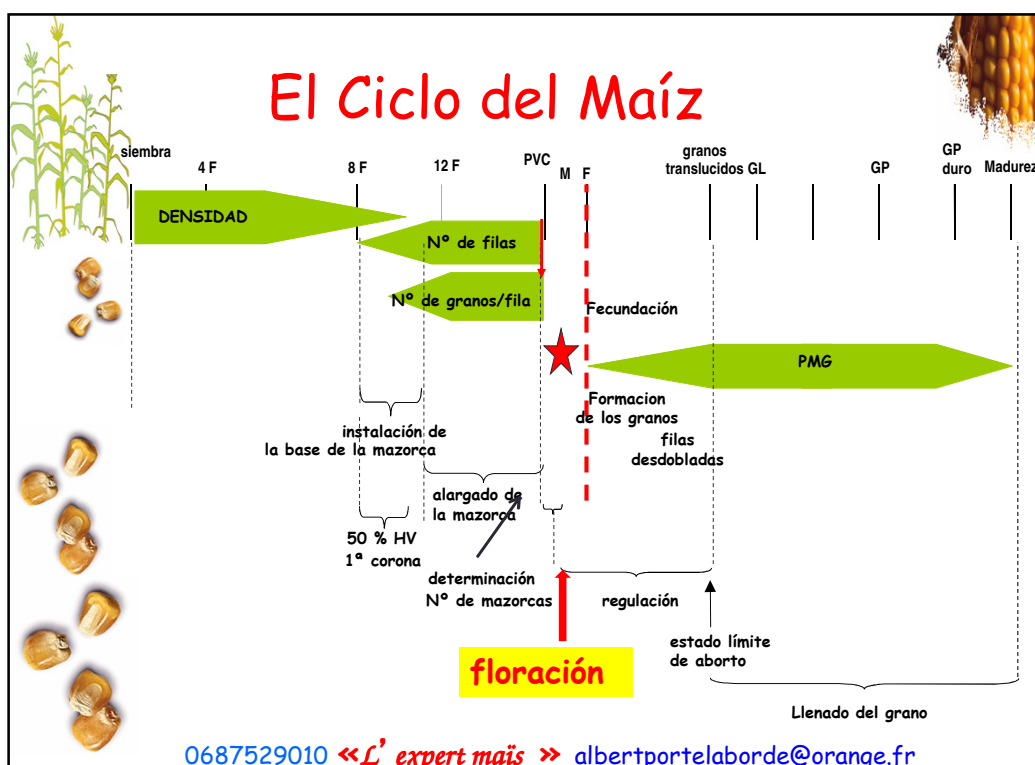 El Ciclo del Maíz
siembra
4 F
8 F
12 F
PVC
M
F
granos
translucidos GL
GP
GP
duro
Madurez
DENSIDAD
Nº de filas
Nº de granos/fila
Fecundación
PMG
Formacion
de los granos
filas
desdobladas
instalación de
la base de la mazorca
alargado de
la mazorca
50 % HV
1ª corona
determinación
Nº de mazorcas
regulación
estado límite
de aborto
floración
Llenado del grano
0687529010 «L’ expert maïs » albertportelaborde@orange.fr